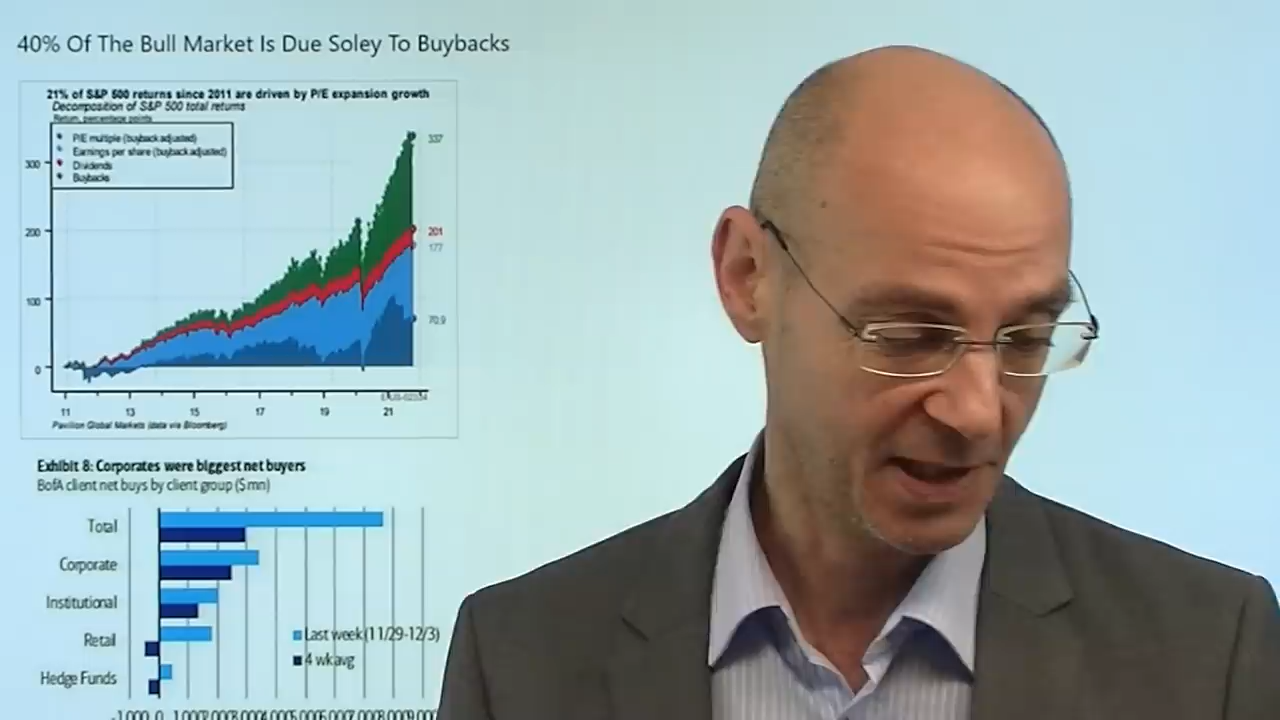 40% Of The Bull Market Is Due Soley To Buybacks
21% of S&P 500 returns since 2011 are driven by P/E expansion growth
Decomposition of S&P 500 total returns
Return, percentage points
P/E multiple (buyback adjusted)
Earnings per share (buyback adjusted)
Dividends
Buybacks
337
300
201
200
177
100
70.9
0
11 13 15 17 19 21
Pavilion Global Markets (data via Bloomberg)
Exhibit 8: Corporates were biggest net buyers
BofA client net buys by client group ($ mn)
Total
Corporate
Institutional
Retail
Hedge Funds
Last week (11/29-12/3)
4 wk avg